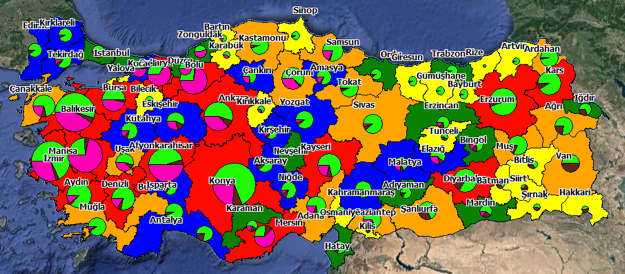 Sinop
Kırklareli
Edirne
Tekirdağ
İstanbul
Yalova
Kocaeli
Düzce
Bolu
Zonguldak
Bartın
Karabük
Kastamonu
Samsun
Giresun
Trabzon
Rize
Artvin
Ardahan
Kars
Iğdır
Çanakkale
Balıkesir
Bursa
Bilecik
Eskişehir
Kütahya
Kırıkkale
Çankırı
Çorum
Amasya
Tokat
Yozgat
Sivas
Gümüşhane
Bayburt
Erzincan
Erzurum
Ağrı
Manisa
İzmir
Uşak
Afyonkarahisar
Kırşehir
Nevşehir
Aksaray
Kayseri
Niğde
Malatya
Elazığ
Tunceli
Bingöl
Muş
Bitlis
Van
Aydın
Denizli
Isparta
Muğla
Antalya
Konya
Karaman
Mersin
Adana
Osmaniye
Kahramanmaraş
Gaziantep
Kilis
Hatay
Adıyaman
Şanlıurfa
Diyarba
Batman
Mardin
Siirt
Şırnak
Hakkari